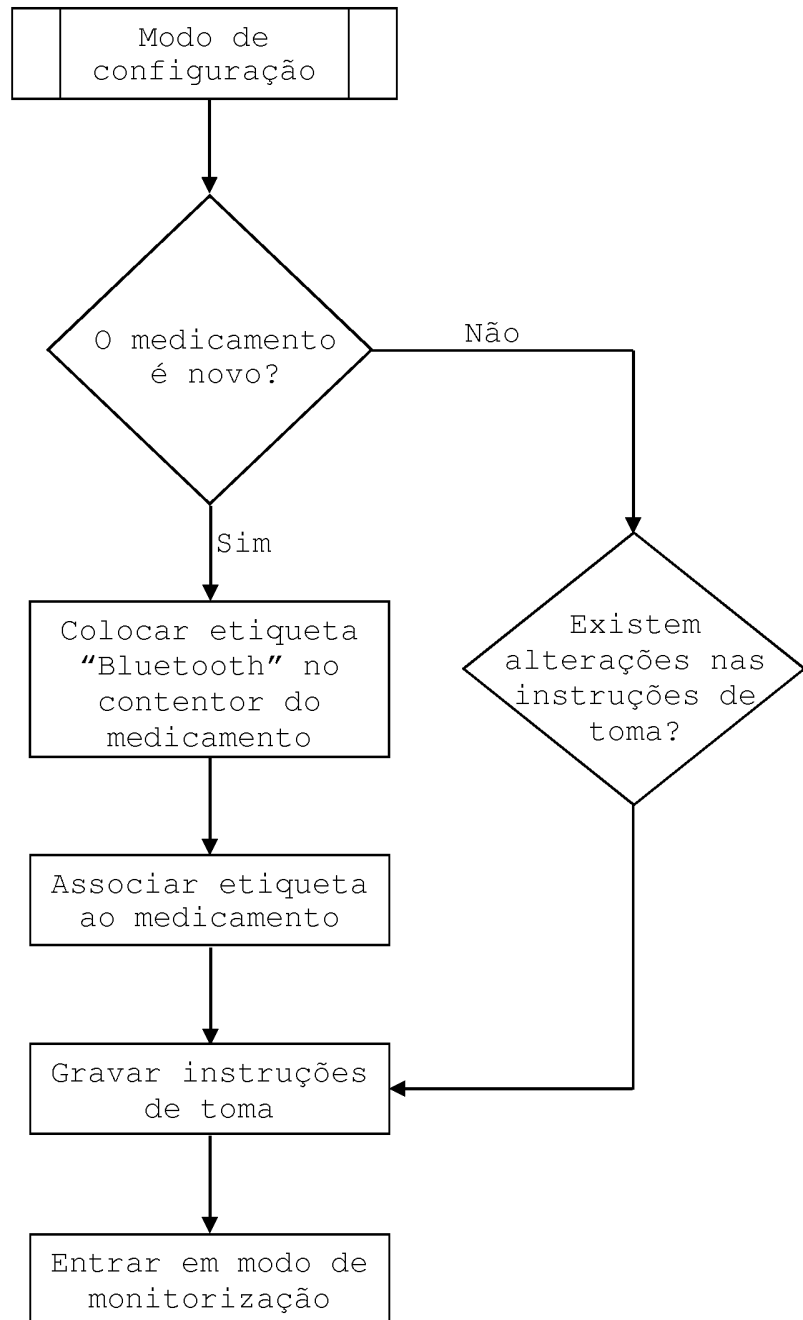 Modo de
configuração
O medicamento
é novo?
Não
Sim
Colocar etiqueta
“Bluetooth” no
contentor do
medicamento
Existem
alterações nas
instruções de
toma?
Associar etiqueta
ao medicamento
Gravar instruções
de toma
Entrar em modo de
monitorização